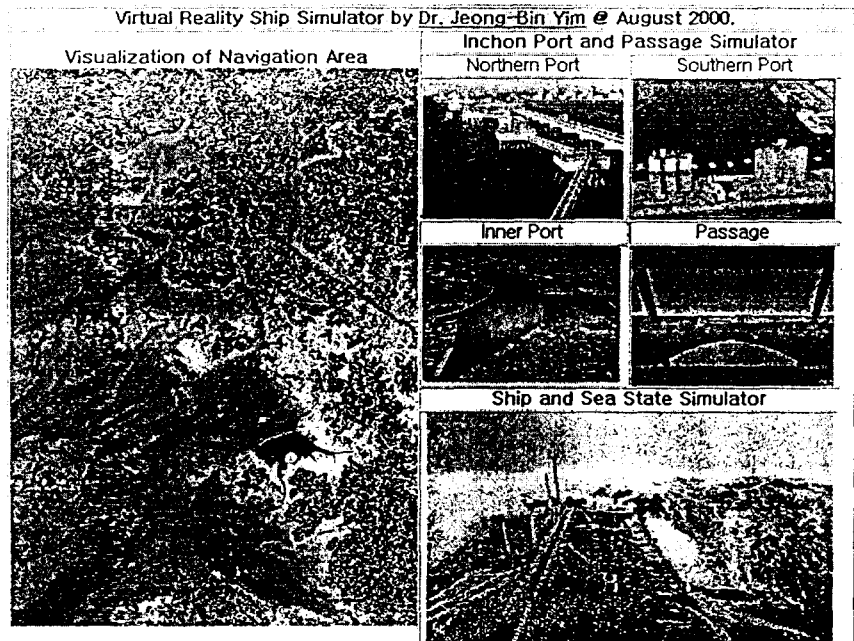 Virtual Reality Ship Simulator by Dr. Jeong-Bin Yim @ August 2000.
Visualization of Navigation Area
Inchon Port and Passage Simulator
Northern Port
Southern Port
Inner Port
Passage
Ship and Sea State Simulator